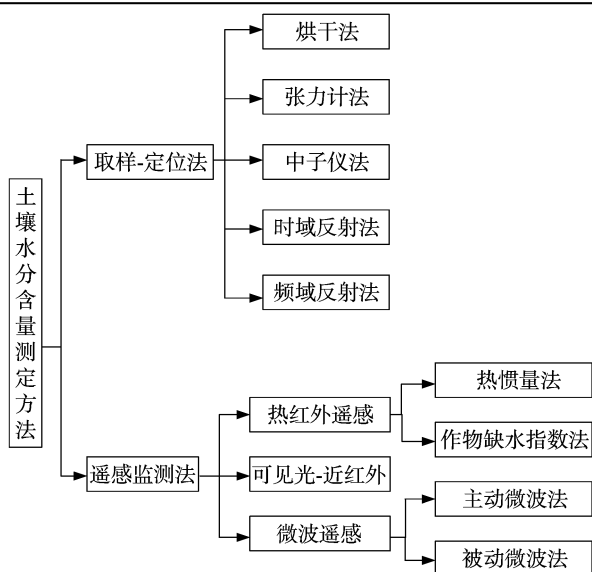 土壤水分含量测定方法
取样-定位法
烘干法
张力计法
中子仪法
时域反射法
频域反射法
遥感监测法
热红外遥感
热惯量法
作物缺水指数法
可见光-近红外
微波遥感
主动微波法
被动微波法